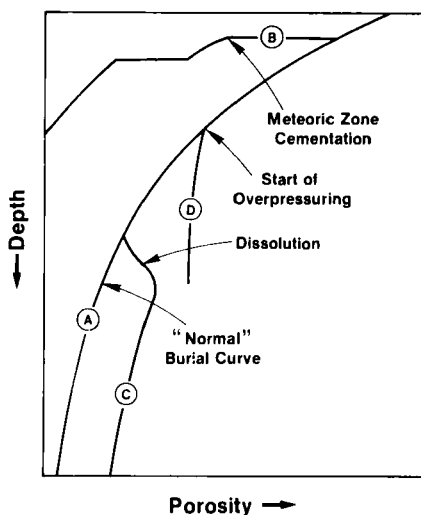 B
Meteoric Zone
Cementation
Start of
Overpressuring
D
Dissolution
"Normal"
Burial Curve
A
C
←Depth
Porosity →